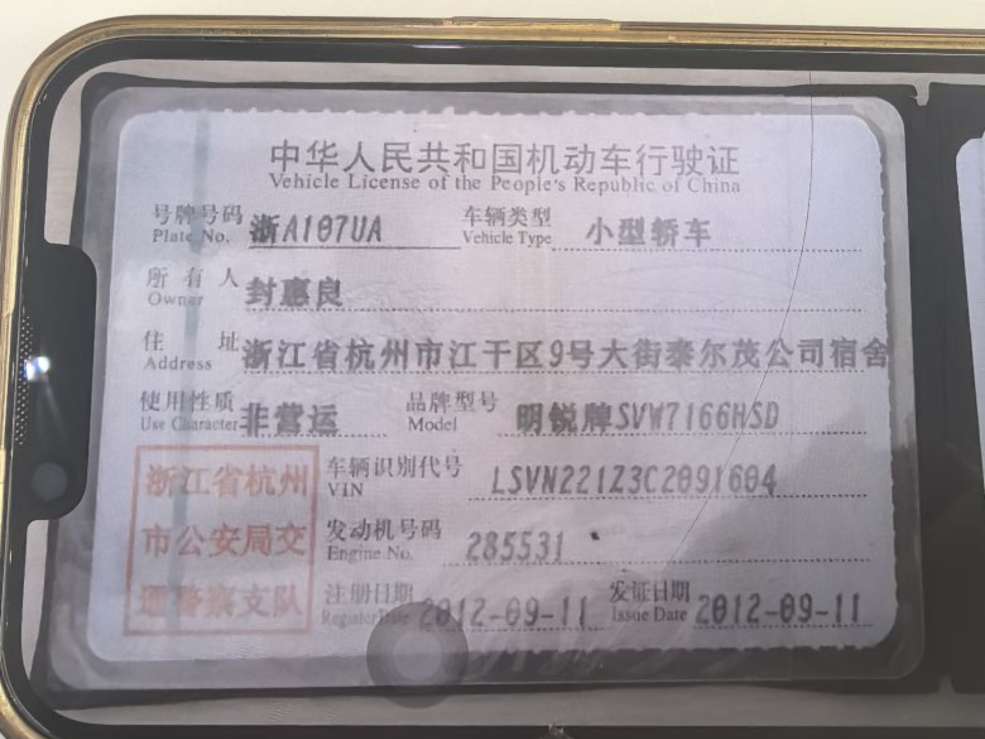 中华人民共和国机动车行驶证
Vehicle License of the People's Republic of China
号牌号码 浙A107UA 车辆类型 小型轿车
Plate No. Vehicle Type
所有人 封惠良
Owner
住址 浙江省杭州市江干区9号大街泰尔茂公司宿舍
Address
使用性质 非营运 品牌型号 明锐牌SVW7166HSD
Use Character Model
浙江省杭州
市公安局交
通警察支队
车辆识别代号 LSVN221Z3C2091604
VIN
发动机号码 285531
Engine No.
注册日期 2012-09-11 发证日期 2012-09-11
Register Date Issue Date